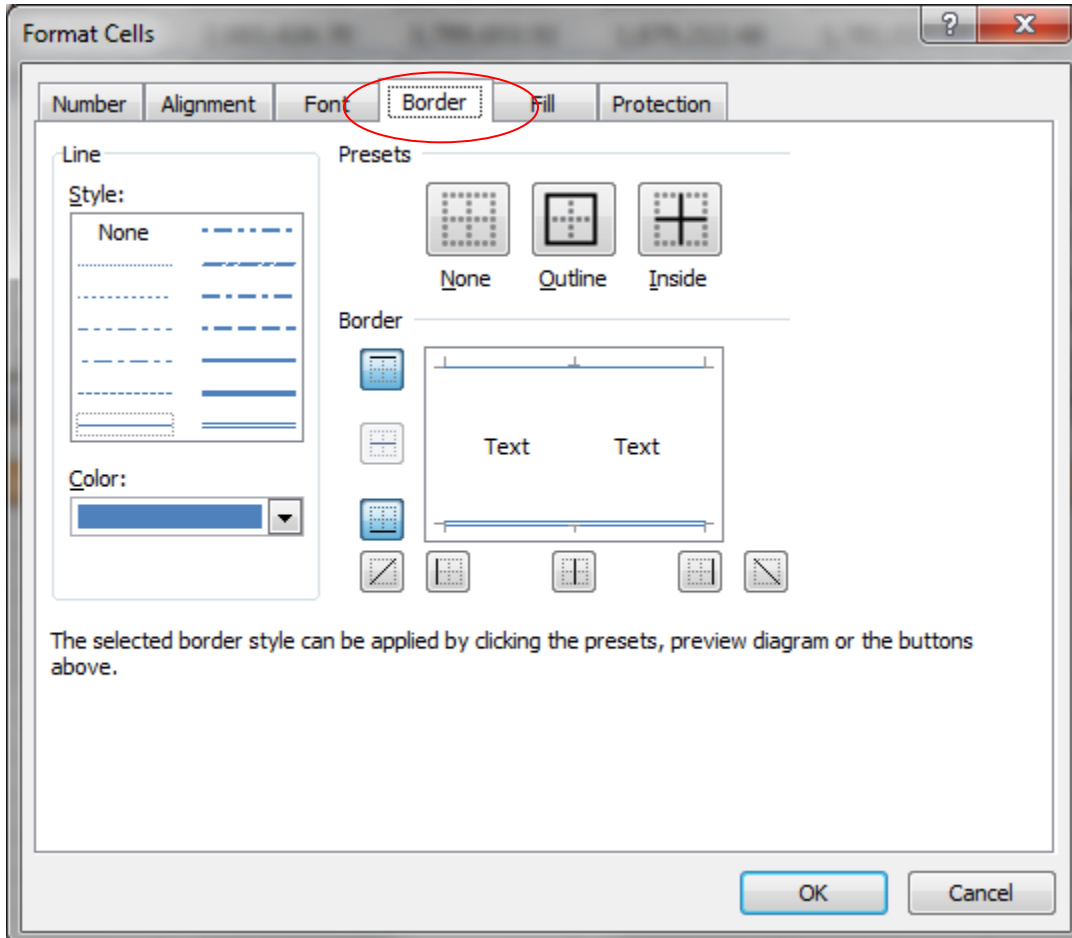 Format Cells
Number Alignment Font Border Fill Protection
Line
Style:
None
Color:
Presets
None Outline Inside
Border
Text Text
The selected border style can be applied by clicking the presets, preview diagram or the buttons
above.
OK Cancel